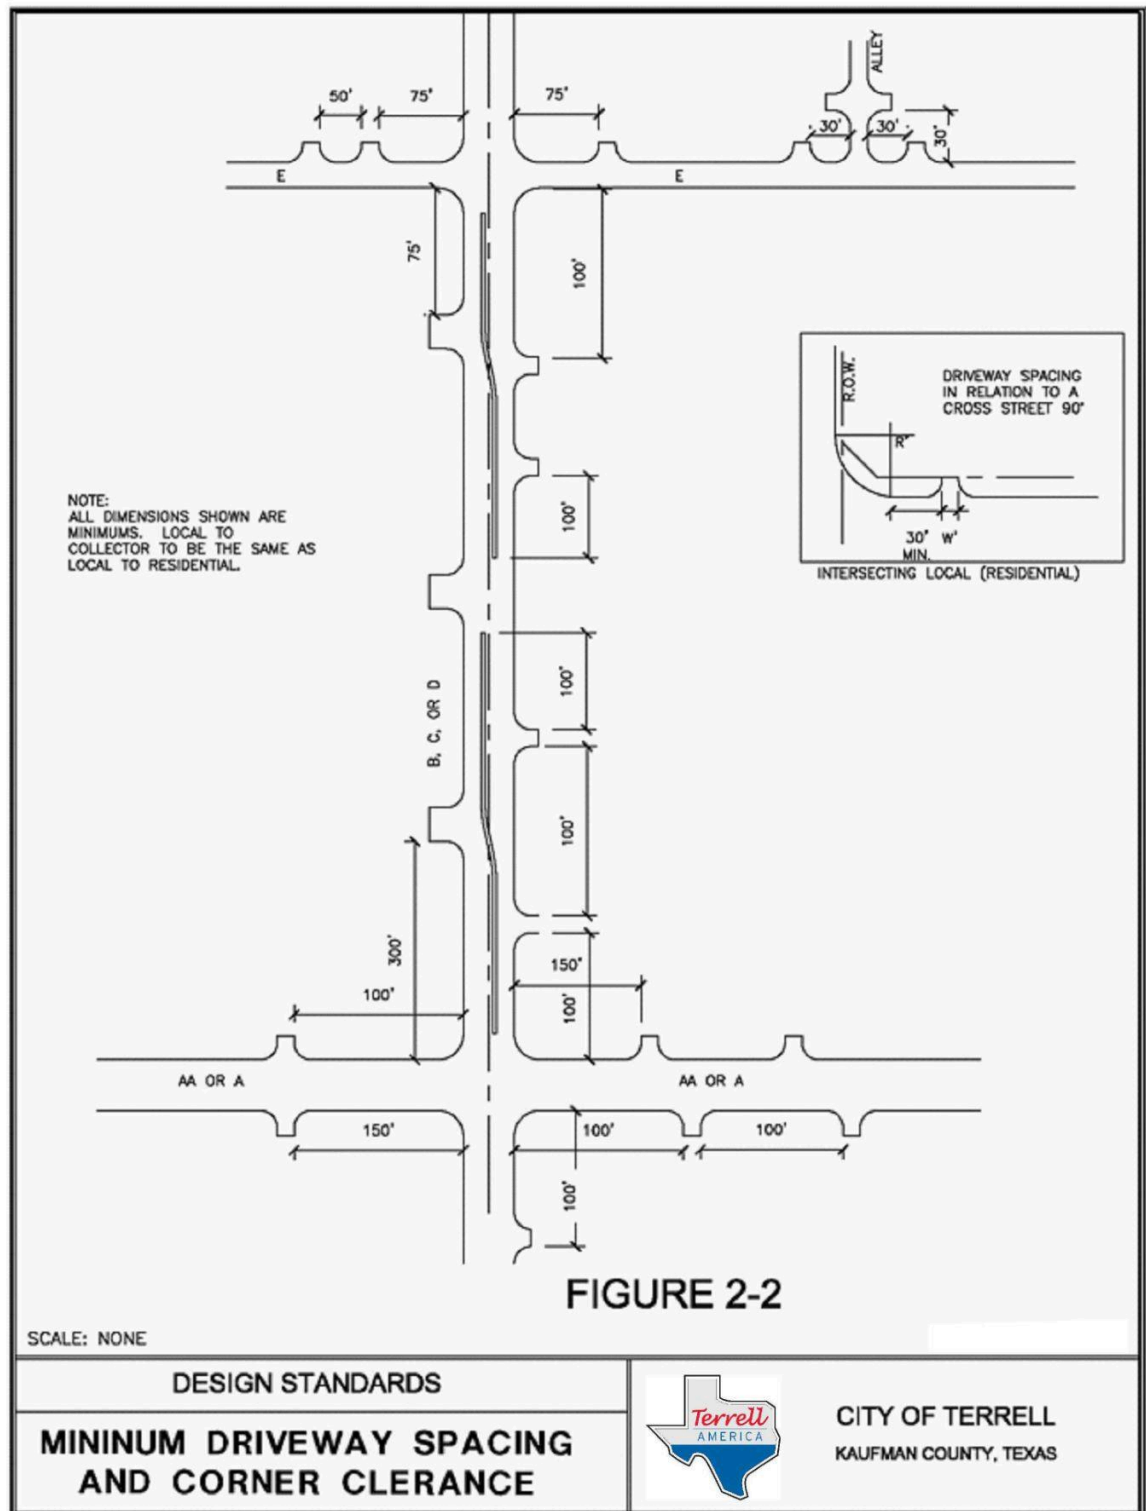 ALLEY
50'
75'
75'
30'
30'
30'
E
E
75'
100'
R.O.W.
DRIVEWAY SPACING
IN RELATION TO A
CROSS STREET 90°
R'
30' W'
MIN.
INTERSECTING LOCAL (RESIDENTIAL)
NOTE:
ALL DIMENSIONS SHOWN ARE
MINIMUMS. LOCAL TO
COLLECTOR TO BE THE SAME AS
LOCAL TO RESIDENTIAL.
100'
100'
B, C, OR D
100'
300'
150'
100'
100'
AA OR A
AA OR A
150'
100'
100'
100'
FIGURE 2-2
SCALE: NONE
DESIGN STANDARDS
MININUM DRIVEWAY SPACING
AND CORNER CLERANCE
Terrell
AMERICA
CITY OF TERRELL
KAUFMAN COUNTY, TEXAS